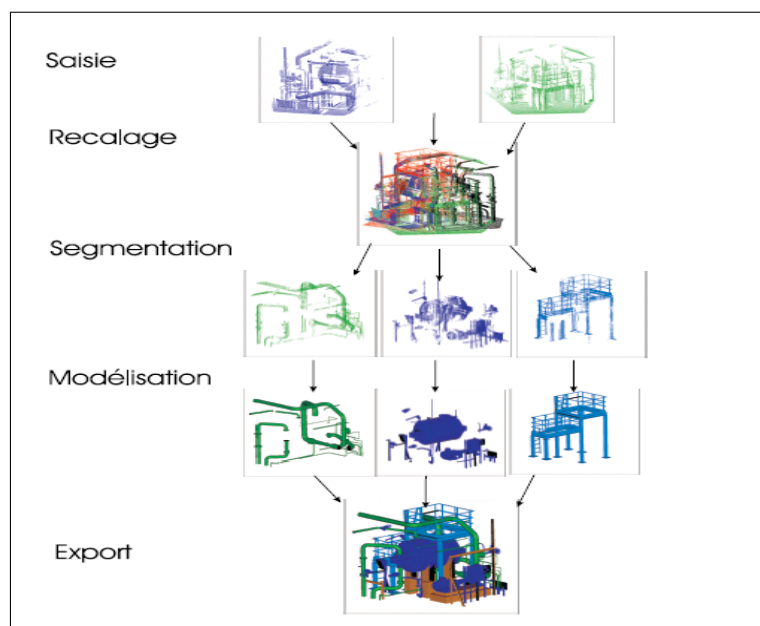 Saisie
Recalage
Segmentation
Modélisation
Export